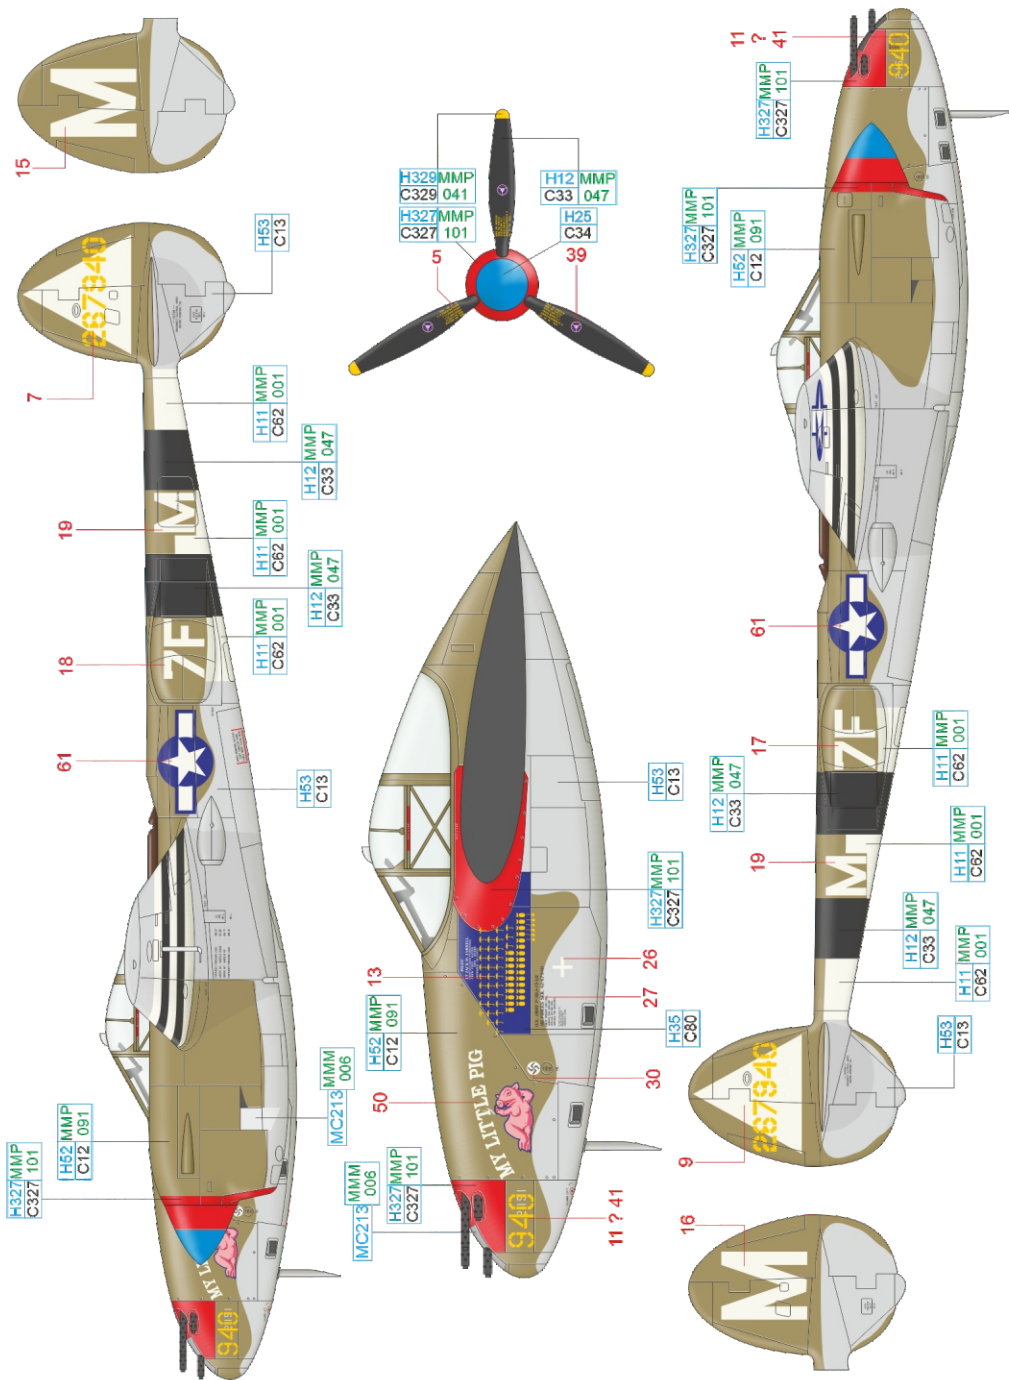 M
15
267940
7
H53
C13
H11 MMP
C62 001
H12 MMP
C33 047
M
19
H11 MMP
C62 001
H12 MMP
C33 047
H11 MMP
C62 001
7F
18
61
H53
C13
MC213 MMM
006
H52 MMP
C12 091
H327 MMP
C327 101
MY LI
940
H329 MMP
C329 041
H12 MMP
C33 047
H327 MMP
C327 101
H25
C34
5
39
H53
C13
H327 MMP
C327 101
13
26
27
H52 MMP
C12 091
H35
C80
30
50
MY LITTLE PIG
MC213 MMM
006
H327 MMP
C327 101
940
11 ? 41
11
?
41
940
H327 MMP
C327 101
H327 MMP
C327 101
H52 MMP
C12 091
61
7F
17
H11 MMP
C62 001
H12 MMP
C33 047
M
19
H11 MMP
C62 001
H12 MMP
C33 047
H11 MMP
C62 001
H53
C13
267940
9
M
16